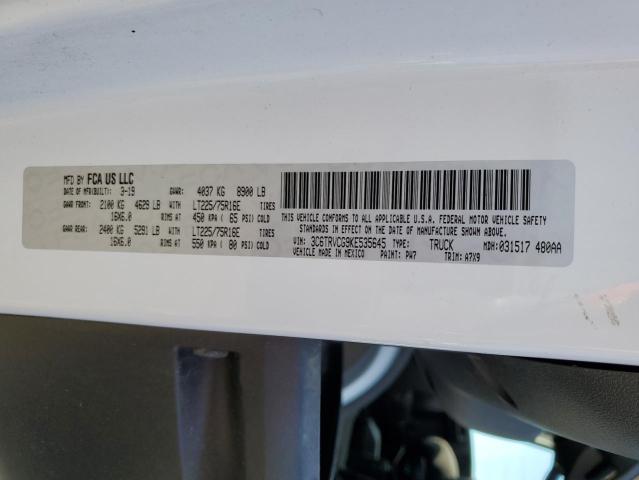 MFD BY FCA US LLC
DATE OF MFR(BUILT): 3-19 GVWR: 4037 KG 8900 LB
GAWR FRONT: 2100 KG 4629 LB WITH LT225/75R16E TIRES
16X6.0 RIMS AT 450 KPA ( 65 PSI) COLD
GAWR REAR: 2400 KG 5291 LB WITH LT225/75R16E TIRES
16X6.0 RIMS AT 550 KPA ( 80 PSI) COLD
THIS VEHICLE CONFORMS TO ALL APPLICABLE U.S.A. FEDERAL MOTOR VEHICLE SAFETY
STANDARDS IN EFFECT ON THE DATE OF MANUFACTURE SHOWN ABOVE.
VIN: 3C6TRVCG9KE535645 TYPE: TRUCK MDH: 031517 480AA
VEHICLE MADE IN MEXICO PAINT: PW7 TRIM: A7X9